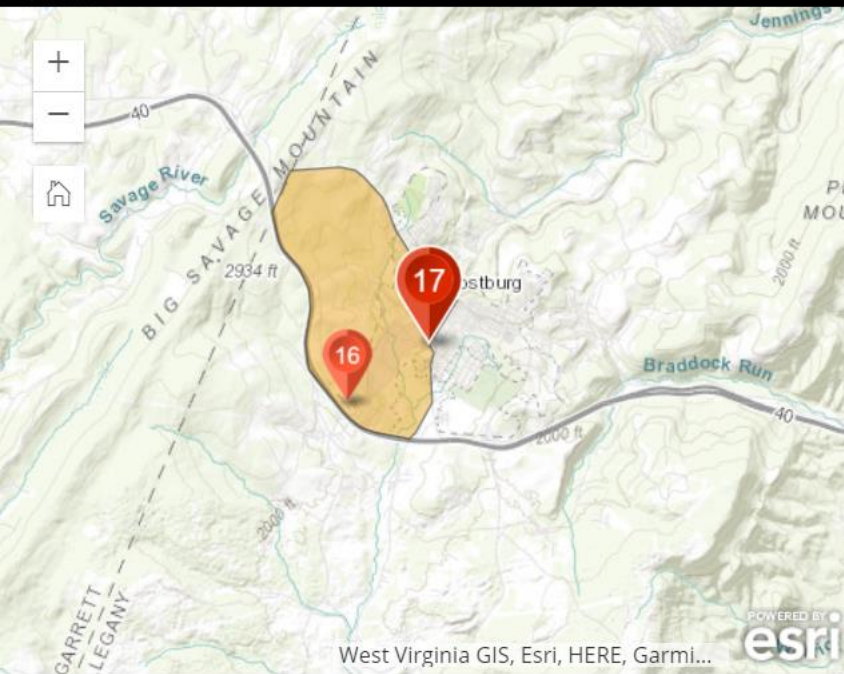 Jennings
+
−
40
BIG SAVAGE MOUNTAIN
Savage River
MOU
2934 ft
2000 ft
17
ostburg
16
Braddock Run
40
2000 ft
2000 ft
GARRETT
LEGANY
POWERED BY
esri
West Virginia GIS, Esri, HERE, Garmi...